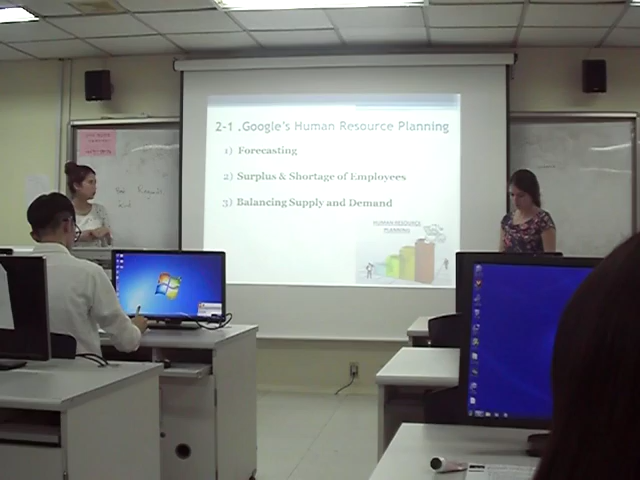 2-1 .Google's Human Resource Planning
1) Forecasting
2) Surplus & Shortage of Employees
3) Balancing Supply and Demand
HUMAN RESOURCE
PLANNING